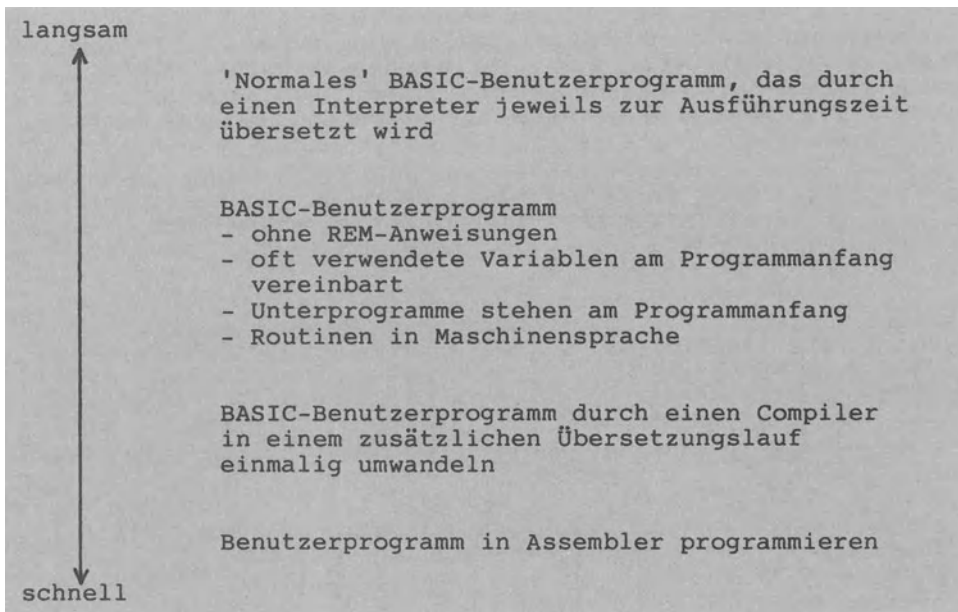 langsam
'Normales' BASIC-Benutzerprogramm, das durch
einen Interpreter jeweils zur Ausführungszeit
übersetzt wird
BASIC-Benutzerprogramm
- ohne REM-Anweisungen
- oft verwendete Variablen am Programmanfang
vereinbart
- Unterprogramme stehen am Programmanfang
- Routinen in Maschinensprache
BASIC-Benutzerprogramm durch einen Compiler
in einem zusätzlichen Übersetzungslauf
einmalig umwandeln
Benutzerprogramm in Assembler programmieren
schnell